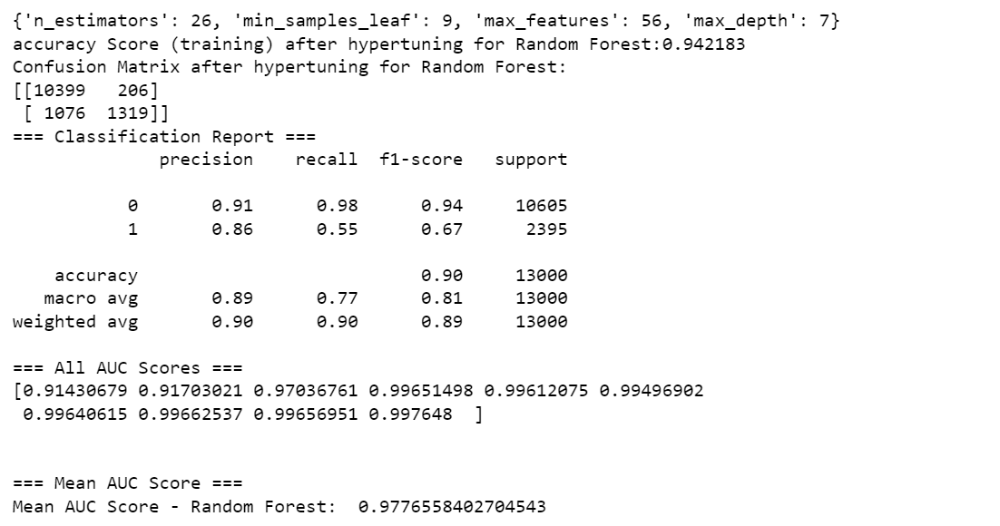 {'n_estimators': 26, 'min_samples_leaf': 9, 'max_features': 56, 'max_depth': 7}
accuracy Score (training) after hypertuning for Random Forest:0.942183
Confusion Matrix after hypertuning for Random Forest:
[[10399   206]
 [ 1076  1319]]
=== Classification Report ===
              precision    recall  f1-score   support

           0       0.91      0.98      0.94     10605
           1       0.86      0.55      0.67      2395

    accuracy                           0.90     13000
   macro avg       0.89      0.77      0.81     13000
weighted avg       0.90      0.90      0.89     13000

=== All AUC Scores ===
[0.91430679 0.91703021 0.97036761 0.99651498 0.99612075 0.99496902
 0.99640615 0.99662537 0.99656951 0.997648  ]

=== Mean AUC Score ===
Mean AUC Score - Random Forest:  0.9776558402704543